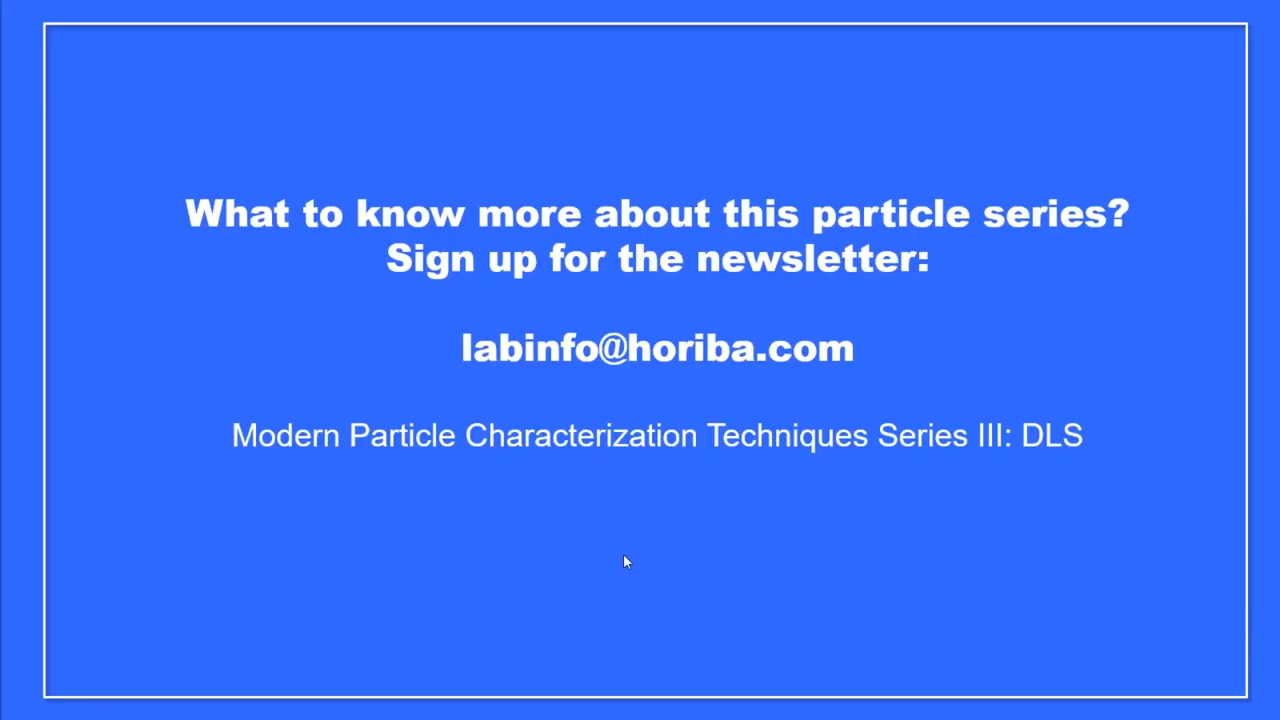 What to know more about this particle series?
Sign up for the newsletter:
labinfo@horiba.com
Modern Particle Characterization Techniques Series III: DLS